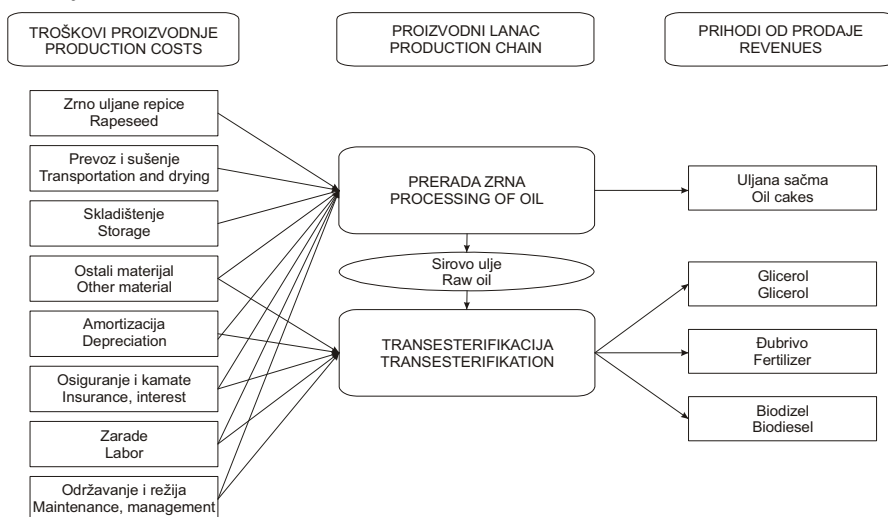 TROŠKOVI PROIZVODNJE
PRODUCTION COSTS
PROIZVODNI LANAC
PRODUCTION CHAIN
PRIHODI OD PRODAJE
REVENUES
Zrno uljane repice
Rapeseed
Prevoz i sušenje
Transportation and drying
Skladištenje
Storage
Ostali materijal
Other material
Amortizacija
Depreciation
Osiguranje i kamate
Insurance, interest
Zarade
Labor
Održavanje i režija
Maintenance, management
PRERADA ZRNA
PROCESSING OF OIL
Sirovo ulje
Raw oil
TRANSESTERIFIKACIJA
TRANSESTERIFIKATION
Uljana sačma
Oil cakes
Glicerol
Glicerol
Đubrivo
Fertilizer
Biodizel
Biodiesel